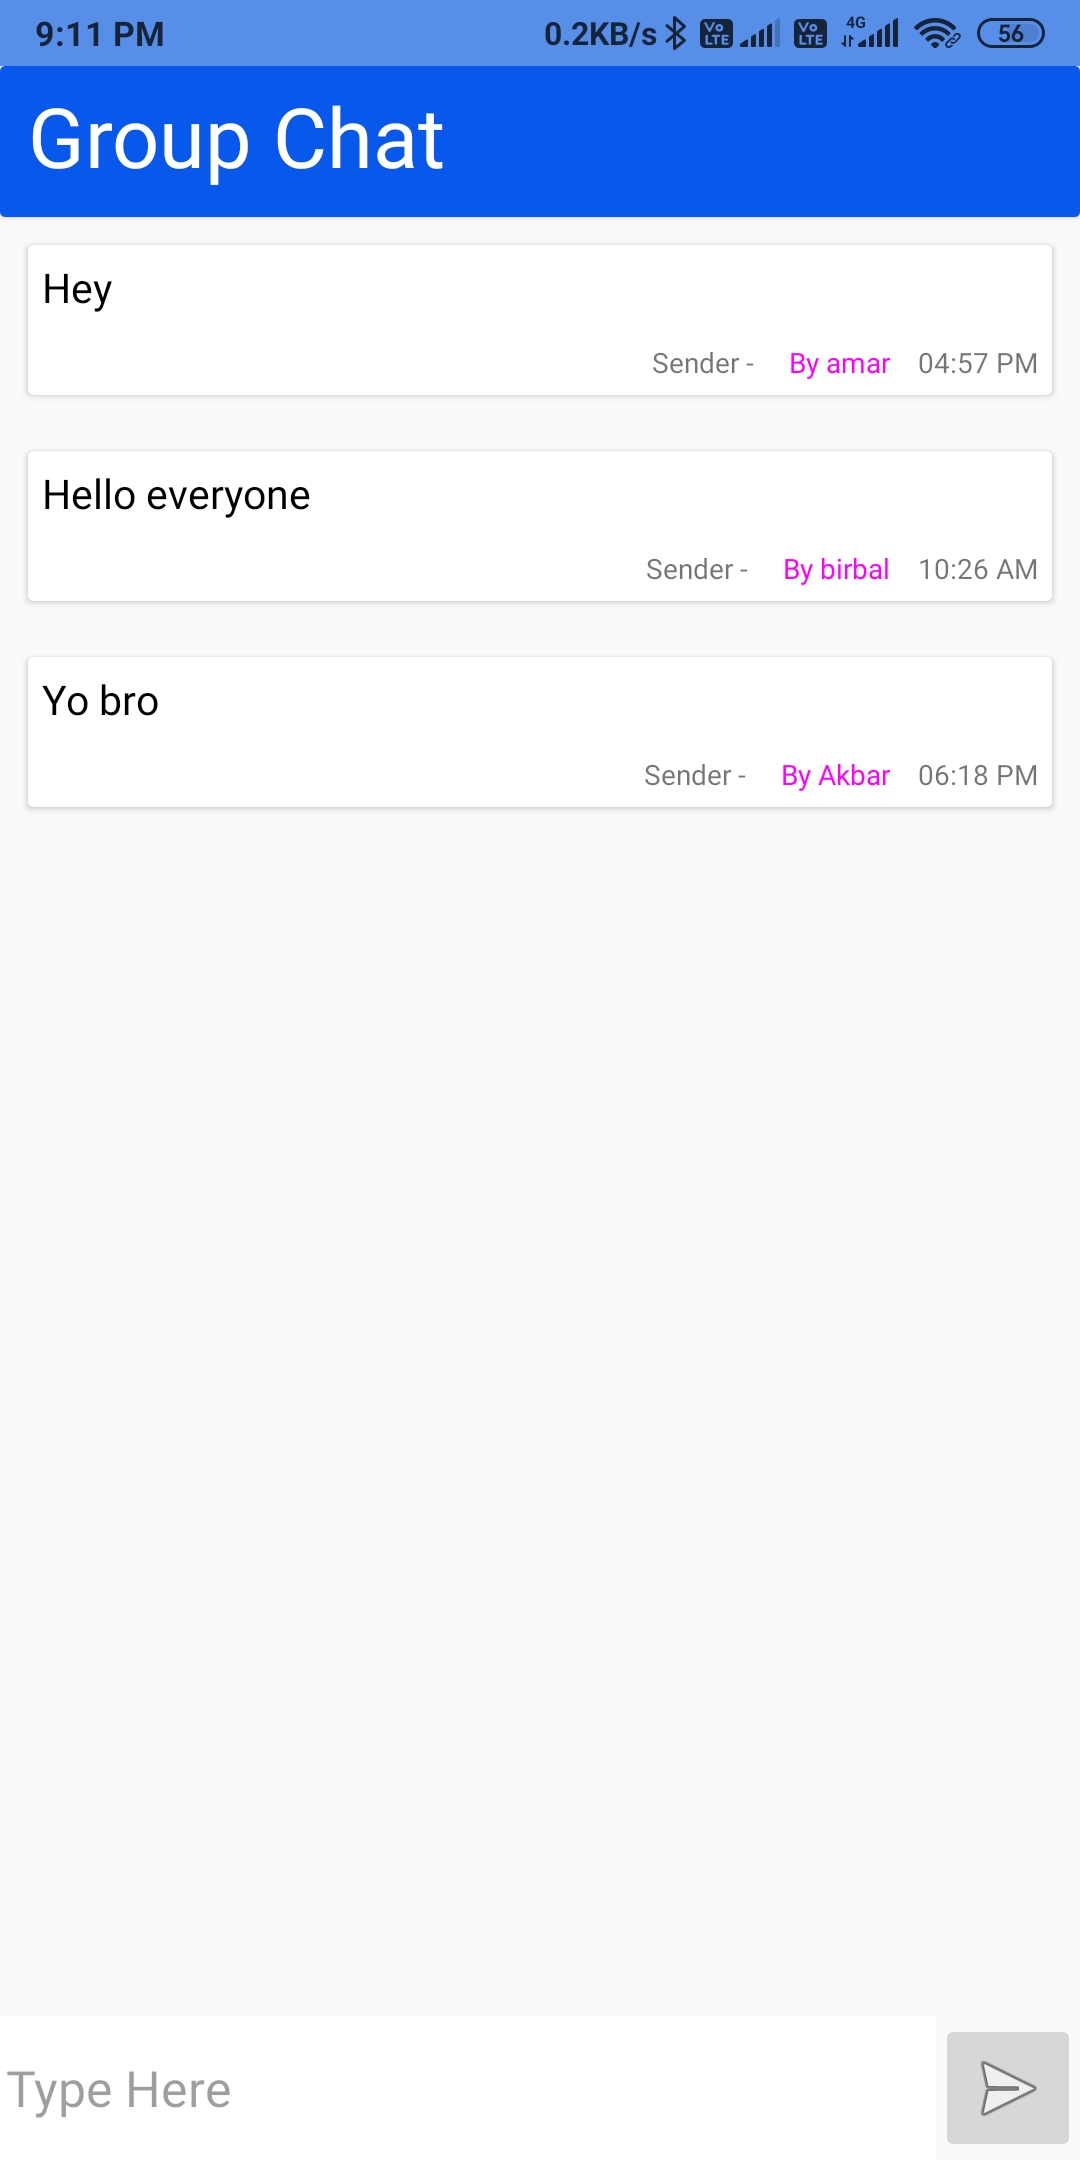 9:11 PM 0.2KB/s Vo LTE Vo LTE 4G 56
Group Chat
Hey
Sender - By amar 04:57 PM
Hello everyone
Sender - By birbal 10:26 AM
Yo bro
Sender - By Akbar 06:18 PM
Type Here